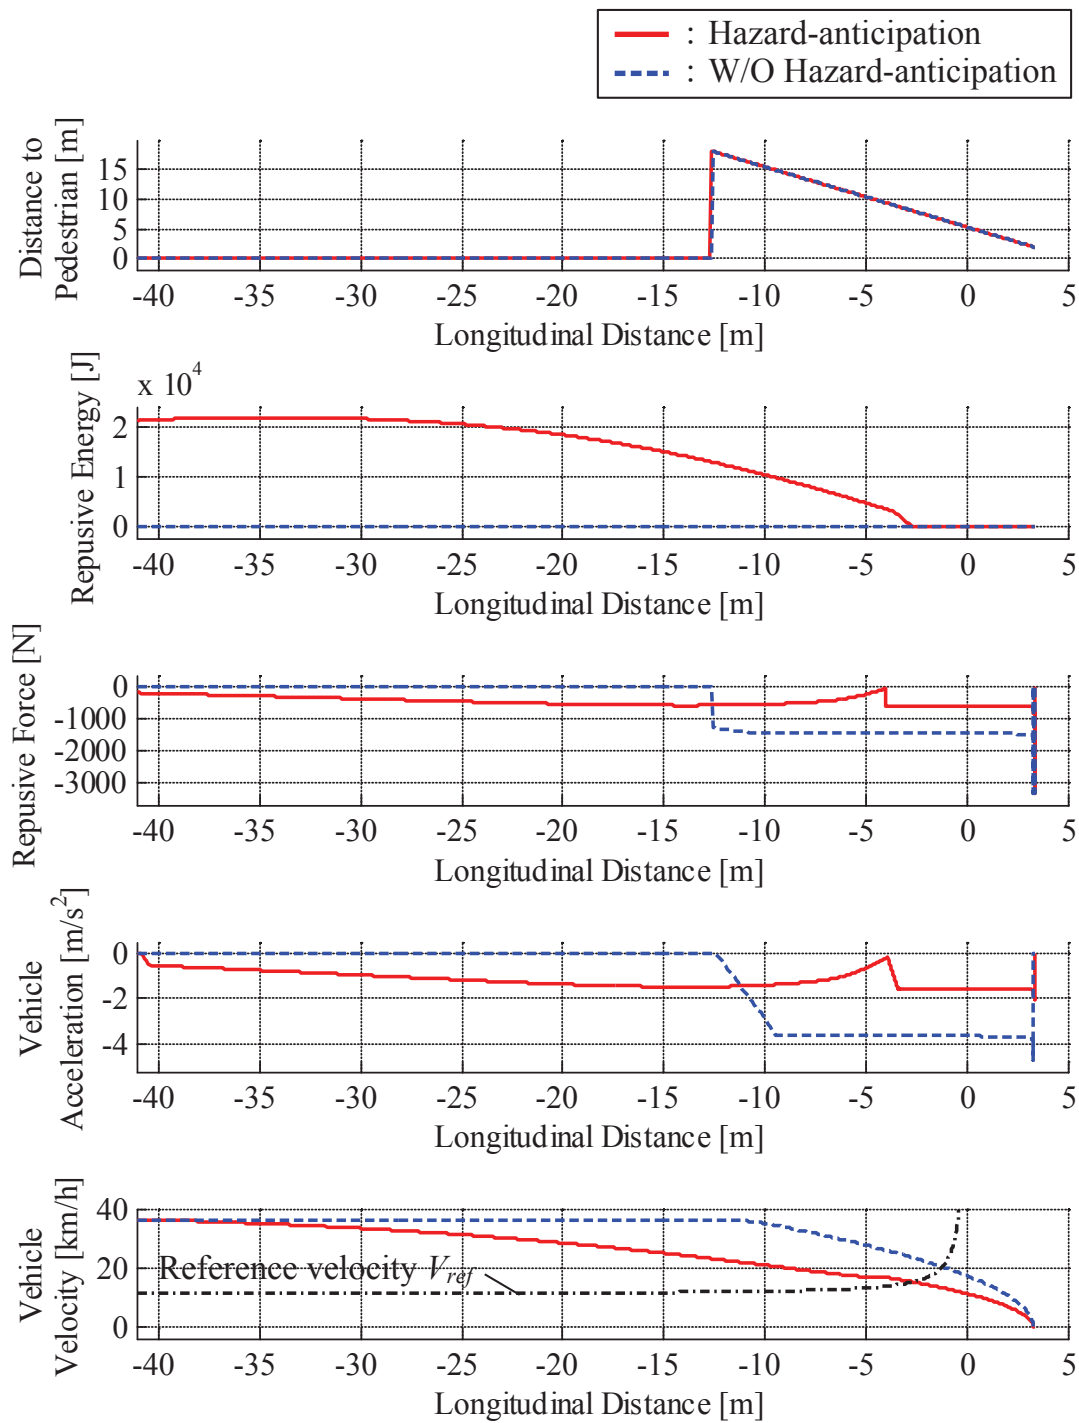 : Hazard-anticipation
: W/O Hazard-anticipation
Distance to
Pedestrian [m]
15
10
5
0
-40 -35 -30 -25 -20 -15 -10 -5 0 5
Longitudinal Distance [m]
Repusive Energy [J]
x 10^4
2
1
0
-40 -35 -30 -25 -20 -15 -10 -5 0 5
Longitudinal Distance [m]
Repusive Force [N]
0
-1000
-2000
-3000
-40 -35 -30 -25 -20 -15 -10 -5 0 5
Longitudinal Distance [m]
Vehicle
Acceleration [m/s^2]
0
-2
-4
-40 -35 -30 -25 -20 -15 -10 -5 0 5
Longitudinal Distance [m]
Vehicle
Velocity [km/h]
40
20
0
Reference velocity V_ref
-40 -35 -30 -25 -20 -15 -10 -5 0 5
Longitudinal Distance [m]